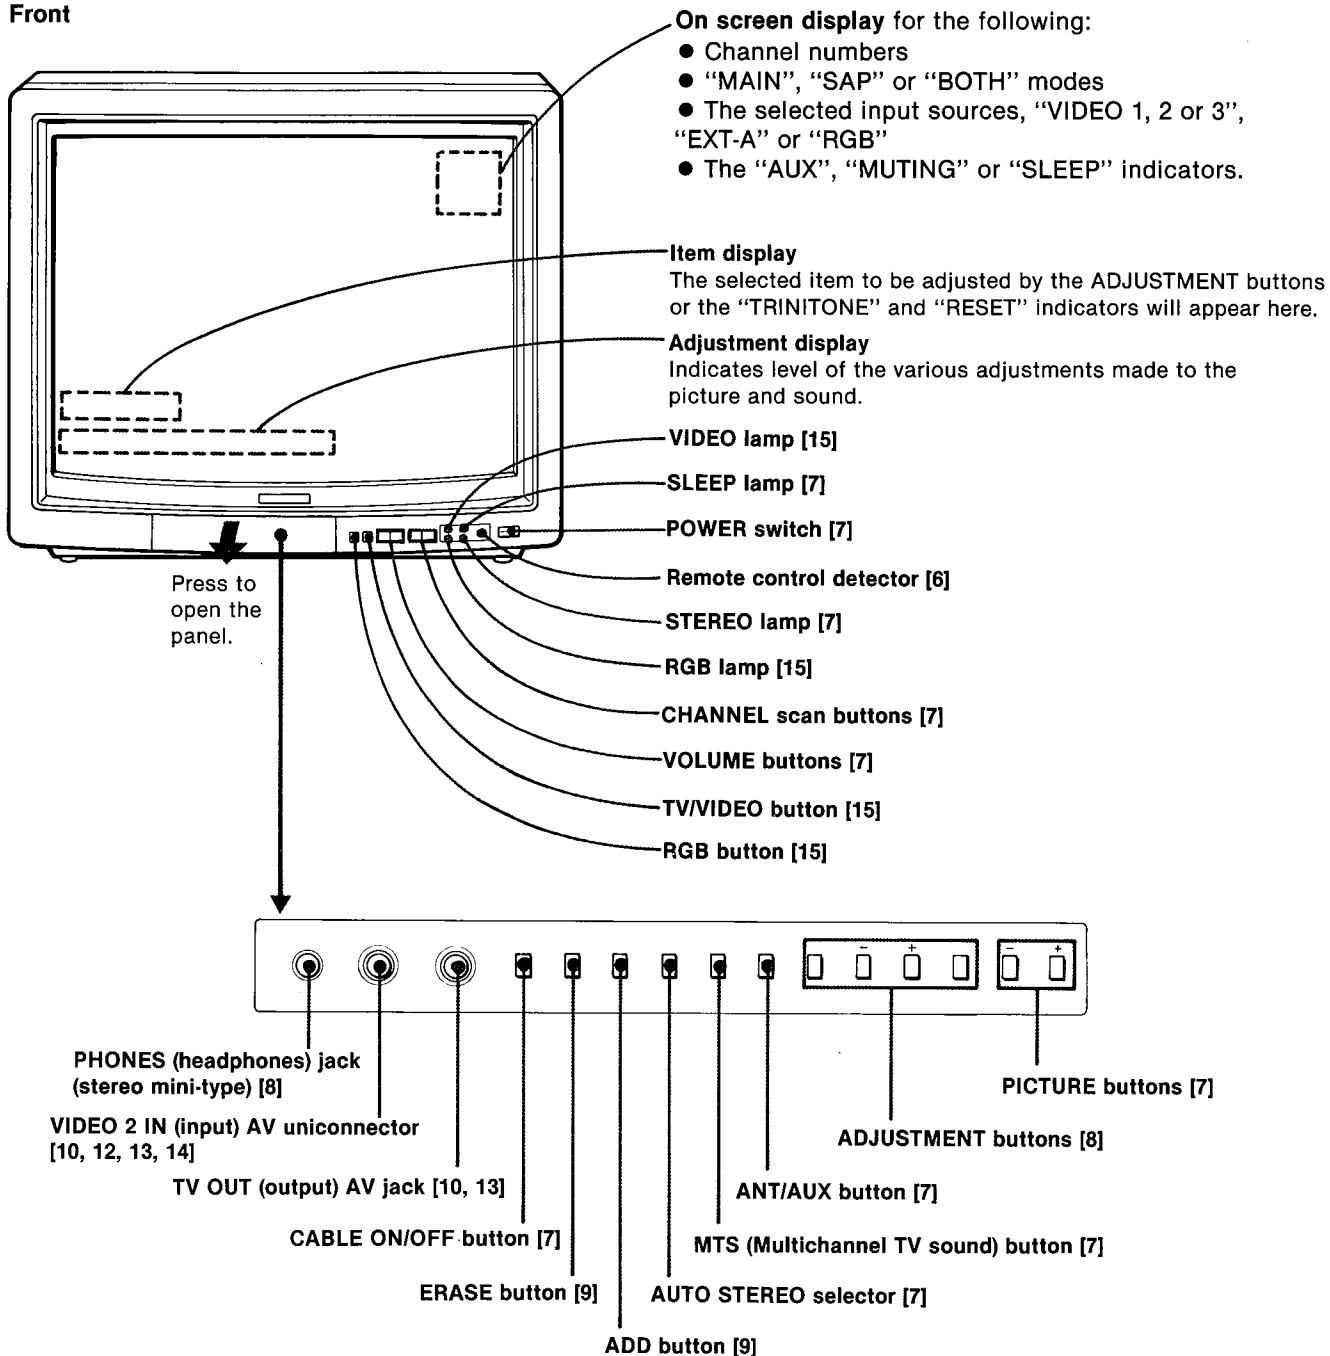 Front
On screen display for the following:
● Channel numbers
● “MAIN”, “SAP” or “BOTH” modes
● The selected input sources, “VIDEO 1, 2 or 3”,
“EXT-A” or “RGB”
● The “AUX”, “MUTING” or “SLEEP” indicators.
Item display
The selected item to be adjusted by the ADJUSTMENT buttons
or the “TRINITONE” and “RESET” indicators will appear here.
Adjustment display
Indicates level of the various adjustments made to the
picture and sound.
VIDEO lamp [15]
SLEEP lamp [7]
POWER switch [7]
Remote control detector [6]
STEREO lamp [7]
RGB lamp [15]
CHANNEL scan buttons [7]
VOLUME buttons [7]
TV/VIDEO button [15]
RGB button [15]
Press to
open the
panel.
− + − +
PHONES (headphones) jack
(stereo mini-type) [8]
VIDEO 2 IN (input) AV uniconnector
[10, 12, 13, 14]
TV OUT (output) AV jack [10, 13]
CABLE ON/OFF button [7]
ERASE button [9]
ADD button [9]
AUTO STEREO selector [7]
MTS (Multichannel TV sound) button [7]
ANT/AUX button [7]
ADJUSTMENT buttons [8]
PICTURE buttons [7]